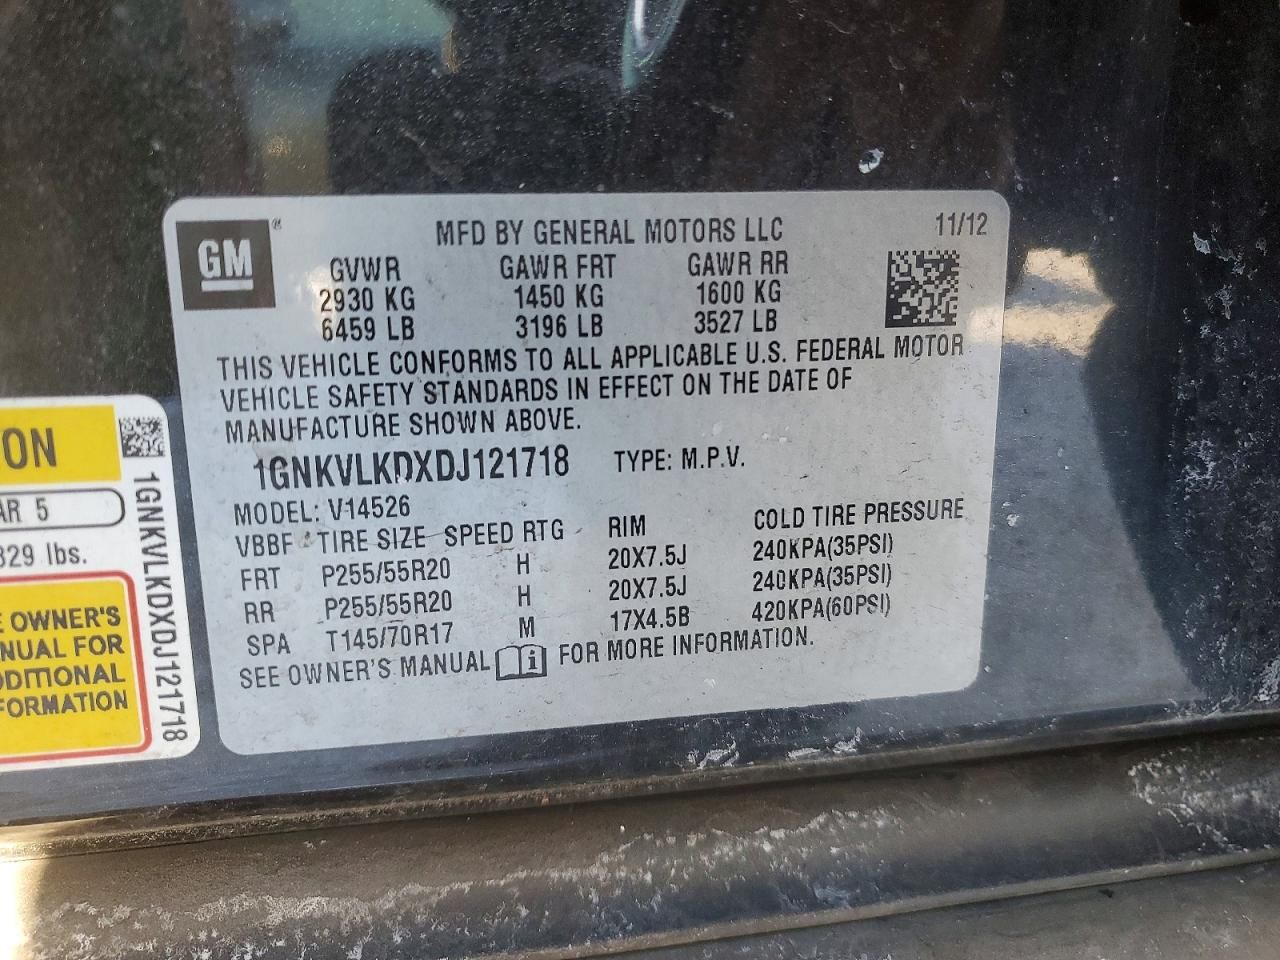 GM ®
MFD BY GENERAL MOTORS LLC 11/12
GVWR GAWR FRT GAWR RR
2930 KG 1450 KG 1600 KG
6459 LB 3196 LB 3527 LB
THIS VEHICLE CONFORMS TO ALL APPLICABLE U.S. FEDERAL MOTOR
VEHICLE SAFETY STANDARDS IN EFFECT ON THE DATE OF
MANUFACTURE SHOWN ABOVE.
1GNKVLKDXDJ121718 TYPE: M.P.V.
MODEL: V14526
VBBF TIRE SIZE SPEED RTG RIM COLD TIRE PRESSURE
FRT P255/55R20 H 20X7.5J 240KPA(35PSI)
RR P255/55R20 H 20X7.5J 240KPA(35PSI)
SPA T145/70R17 M 17X4.5B 420KPA(60PSI)
SEE OWNER'S MANUAL i FOR MORE INFORMATION.
ON
AR 5
329 lbs.
E OWNER'S
NUAL FOR
DDITIONAL
FORMATION
1GNKVLKDXDJ121718